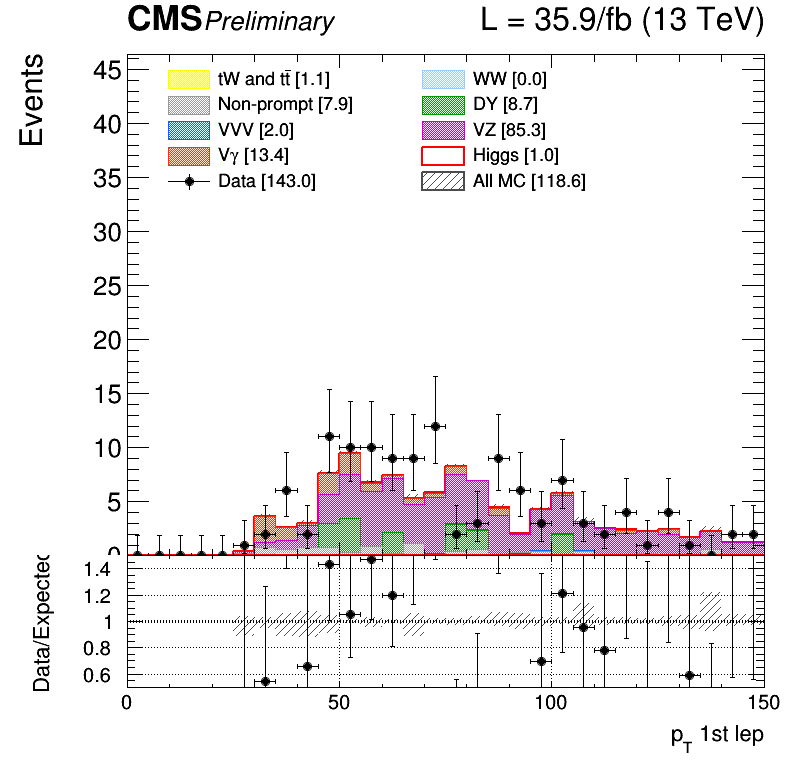 CMS Preliminary L = 35.9/fb (13 TeV)
Events
45
40
35
30
25
20
15
10
5
0
tW and tt̄ [1.1]
Non-prompt [7.9]
VVV [2.0]
Vγ [13.4]
Data [143.0]
WW [0.0]
DY [8.7]
VZ [85.3]
Higgs [1.0]
All MC [118.6]
Data/Expected
1.4
1.2
1
0.8
0.6
0 50 100 150
p_T 1st lep